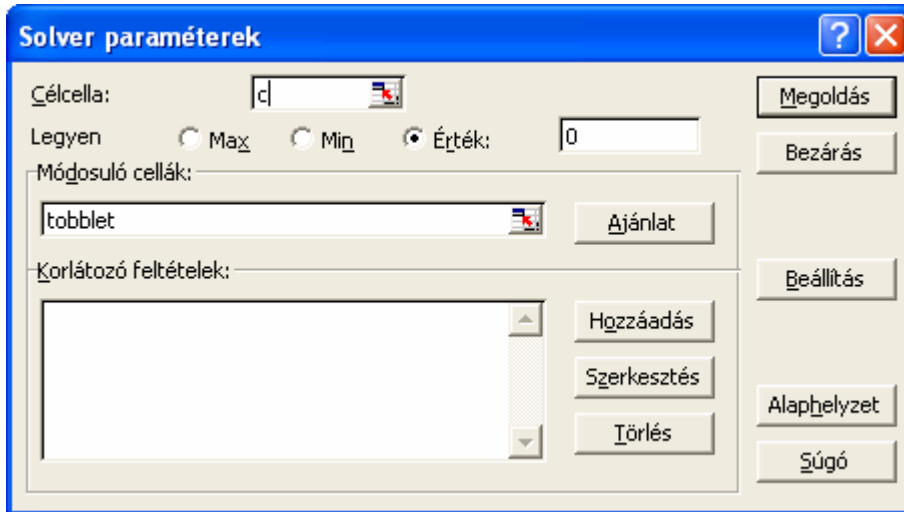 Solver paraméterek
Célcella: c
Megoldás
Legyen Max Min Érték: 0
Bezárás
Módosuló cellák:
tobblet
Ajánlat
Korlátozó feltételek:
Beállítás
Hozzáadás
Szerkesztés
Alaphelyzet
Törlés
Súgó